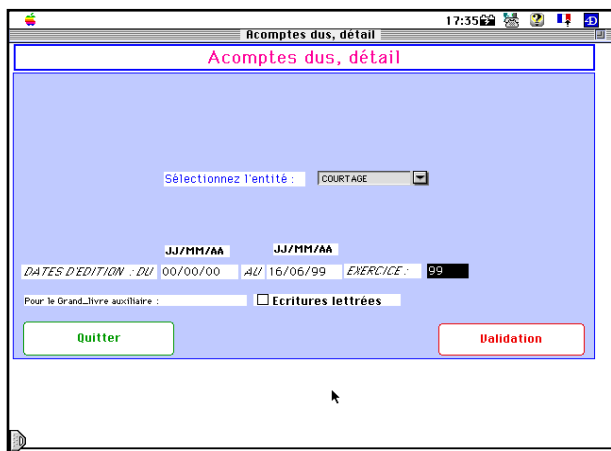 17:35
Acomptes dus, détail
Acomptes dus, détail
Sélectionnez l'entité : COURTAGE
JJ/MM/AA JJ/MM/AA
DATES D'EDITION : DU 00/00/00 AU 16/06/99 EXERCICE : 99
Pour le Grand_livre auxiliaire : Ecritures lettrées
Quitter Validation